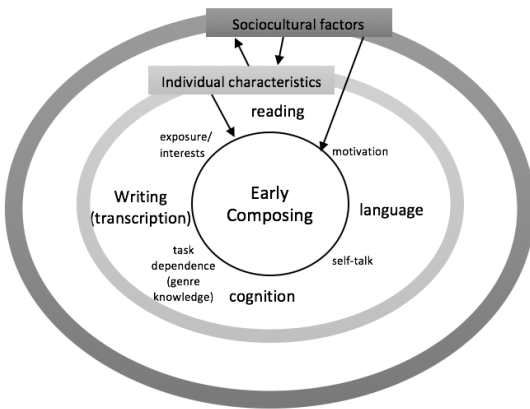 Sociocultural factors
Individual characteristics
reading
exposure/
interests
motivation
Writing
(transcription)
Early
Composing
language
task
dependence
(genre
knowledge)
self-talk
cognition